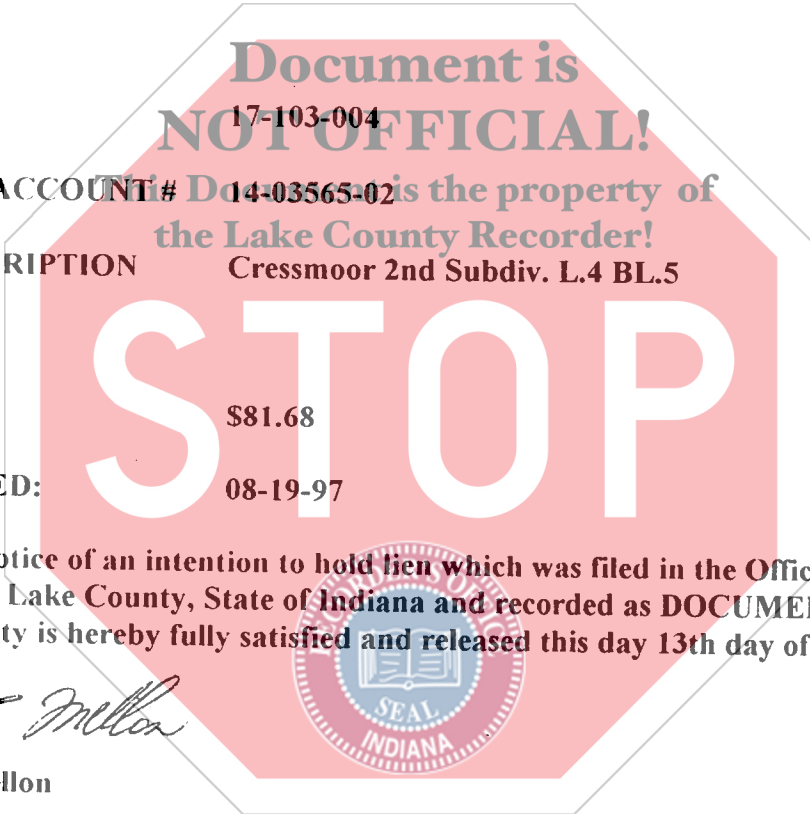 Document is
17-103-004
NOT OFFICIAL!
ACCOUNT # 14-03565-02
This Document is the property of
the Lake County Recorder!
RIPTION Cressmoor 2nd Subdiv. L.4 BL.5
STOP
$81.68
ED: 08-19-97
otice of an intention to hold lien which was filed in the Offic
Lake County, State of Indiana and recorded as DOCUME
ty is hereby fully satisfied and released this day 13th day of
RECORDER'S OFFICE
Mellon
SEAL
INDIANA
llon